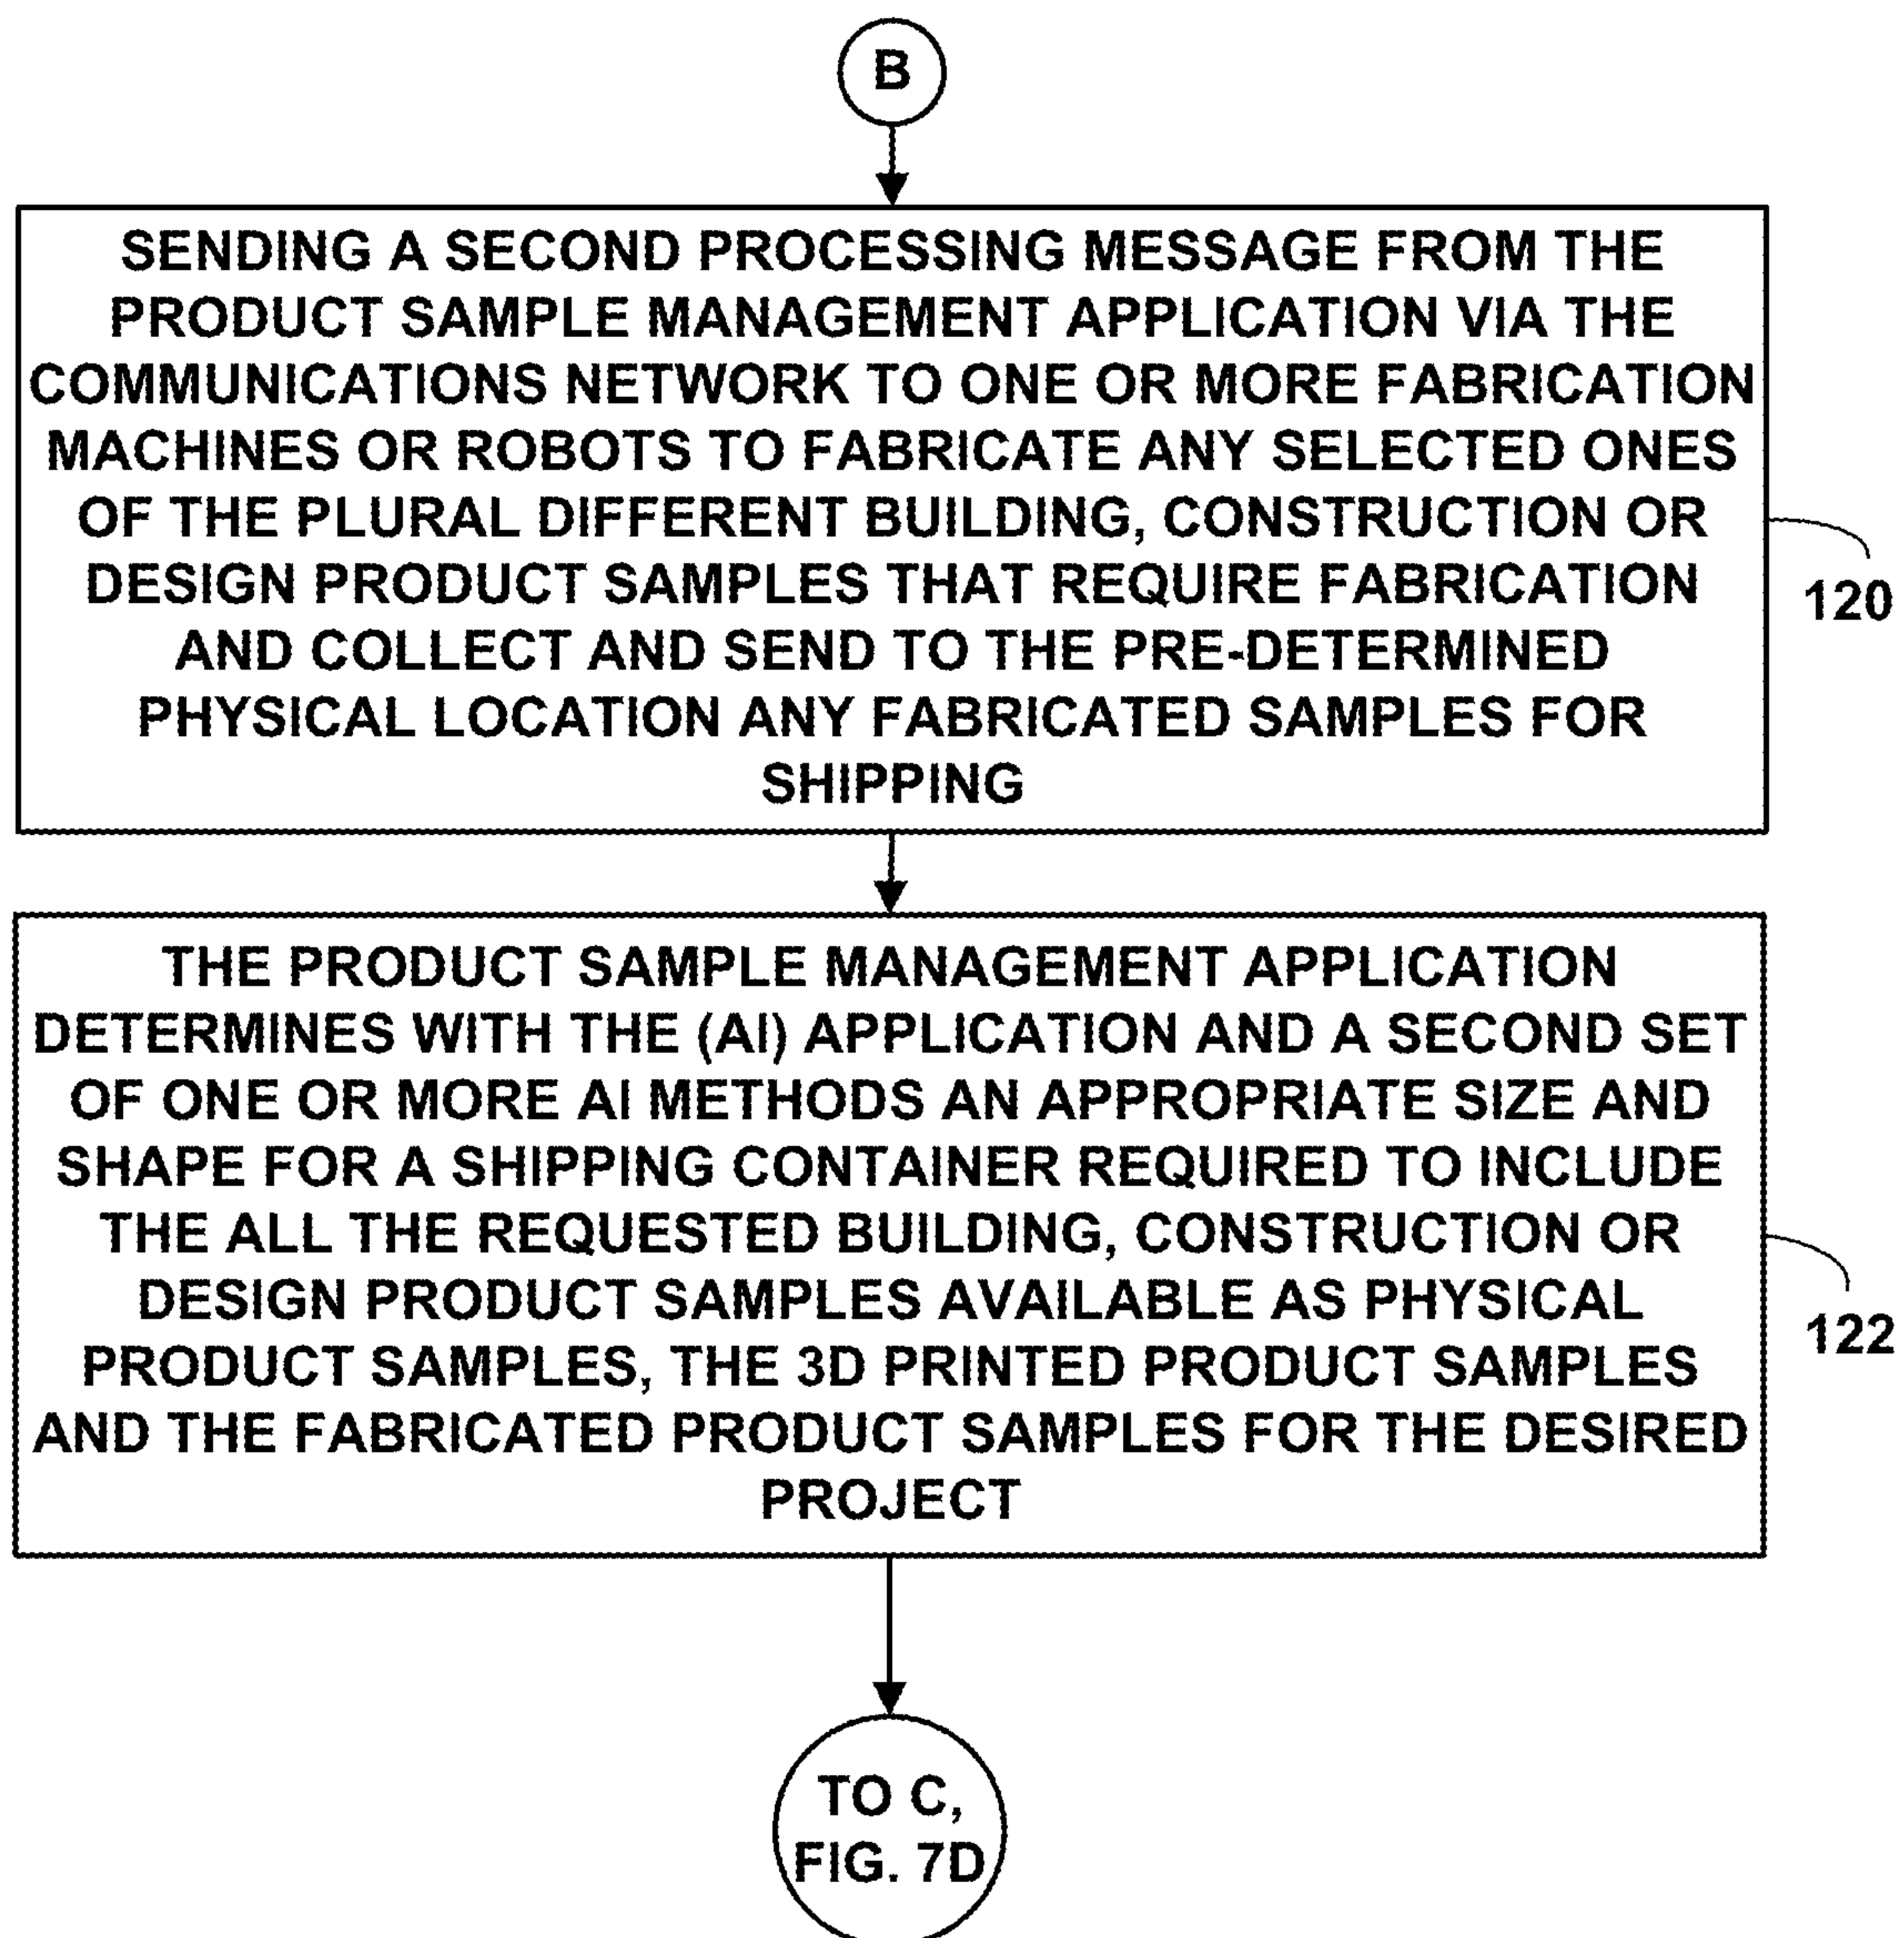 B
SENDING A SECOND PROCESSING MESSAGE FROM THE
PRODUCT SAMPLE MANAGEMENT APPLICATION VIA THE
COMMUNICATIONS NETWORK TO ONE OR MORE FABRICATION
MACHINES OR ROBOTS TO FABRICATE ANY SELECTED ONES
OF THE PLURAL DIFFERENT BUILDING, CONSTRUCTION OR
DESIGN PRODUCT SAMPLES THAT REQUIRE FABRICATION
AND COLLECT AND SEND TO THE PRE-DETERMINED
PHYSICAL LOCATION ANY FABRICATED SAMPLES FOR
SHIPPING
120
THE PRODUCT SAMPLE MANAGEMENT APPLICATION
DETERMINES WITH THE (AI) APPLICATION AND A SECOND SET
OF ONE OR MORE AI METHODS AN APPROPRIATE SIZE AND
SHAPE FOR A SHIPPING CONTAINER REQUIRED TO INCLUDE
THE ALL THE REQUESTED BUILDING, CONSTRUCTION OR
DESIGN PRODUCT SAMPLES AVAILABLE AS PHYSICAL
PRODUCT SAMPLES, THE 3D PRINTED PRODUCT SAMPLES
AND THE FABRICATED PRODUCT SAMPLES FOR THE DESIRED
PROJECT
122
TO C,
FIG. 7D